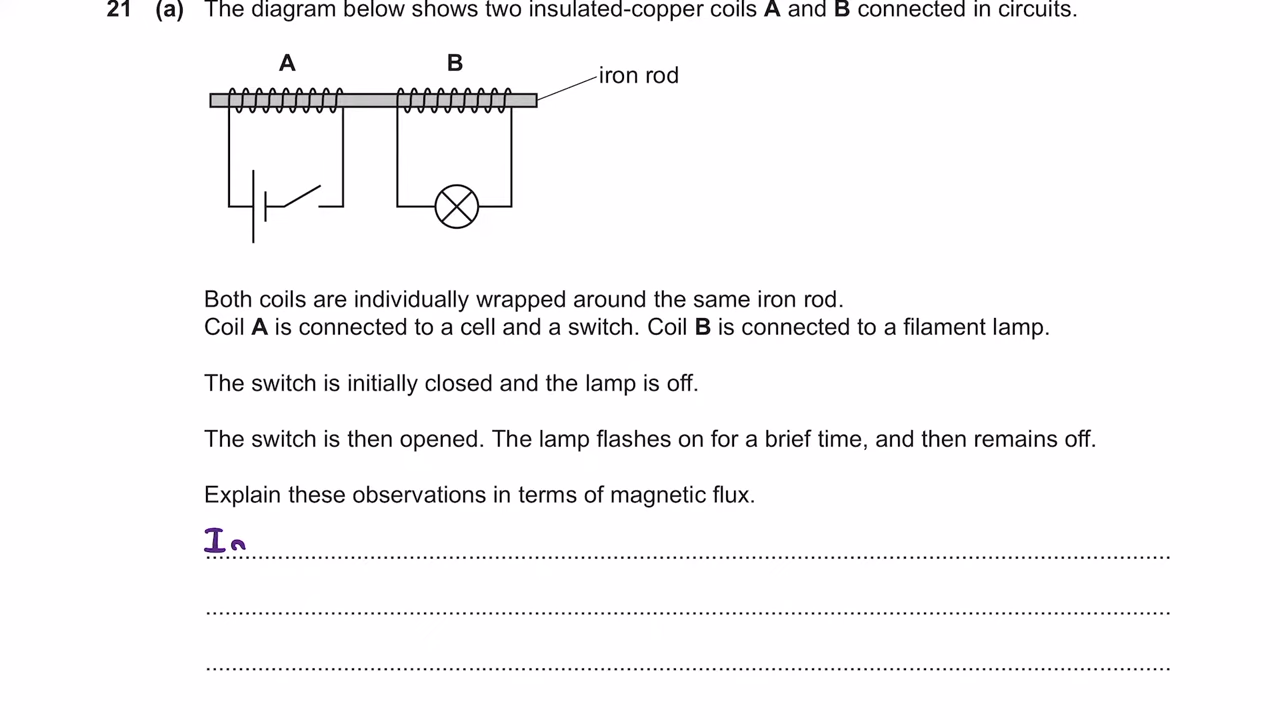 21 (a) The diagram below shows two insulated-copper coils A and B connected in circuits.
A
B
iron rod
Both coils are individually wrapped around the same iron rod.
Coil A is connected to a cell and a switch. Coil B is connected to a filament lamp.
The switch is initially closed and the lamp is off.
The switch is then opened. The lamp flashes on for a brief time, and then remains off.
Explain these observations in terms of magnetic flux.
In